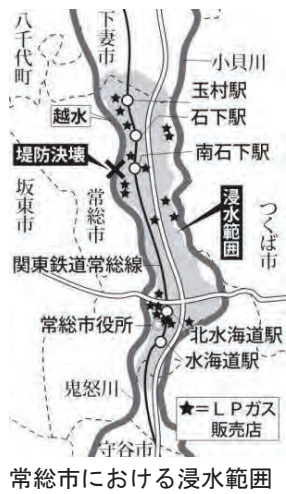 下妻市
八千代町
小貝川
玉村駅
石下駅
越水
南石下駅
堤防決壊
坂東市
常総市
浸水範囲
つくば市
関東鉄道常総線
常総市役所
北水海道駅
水海道駅
鬼怒川
★=LPガス
販売店
守谷市
常総市における浸水範囲